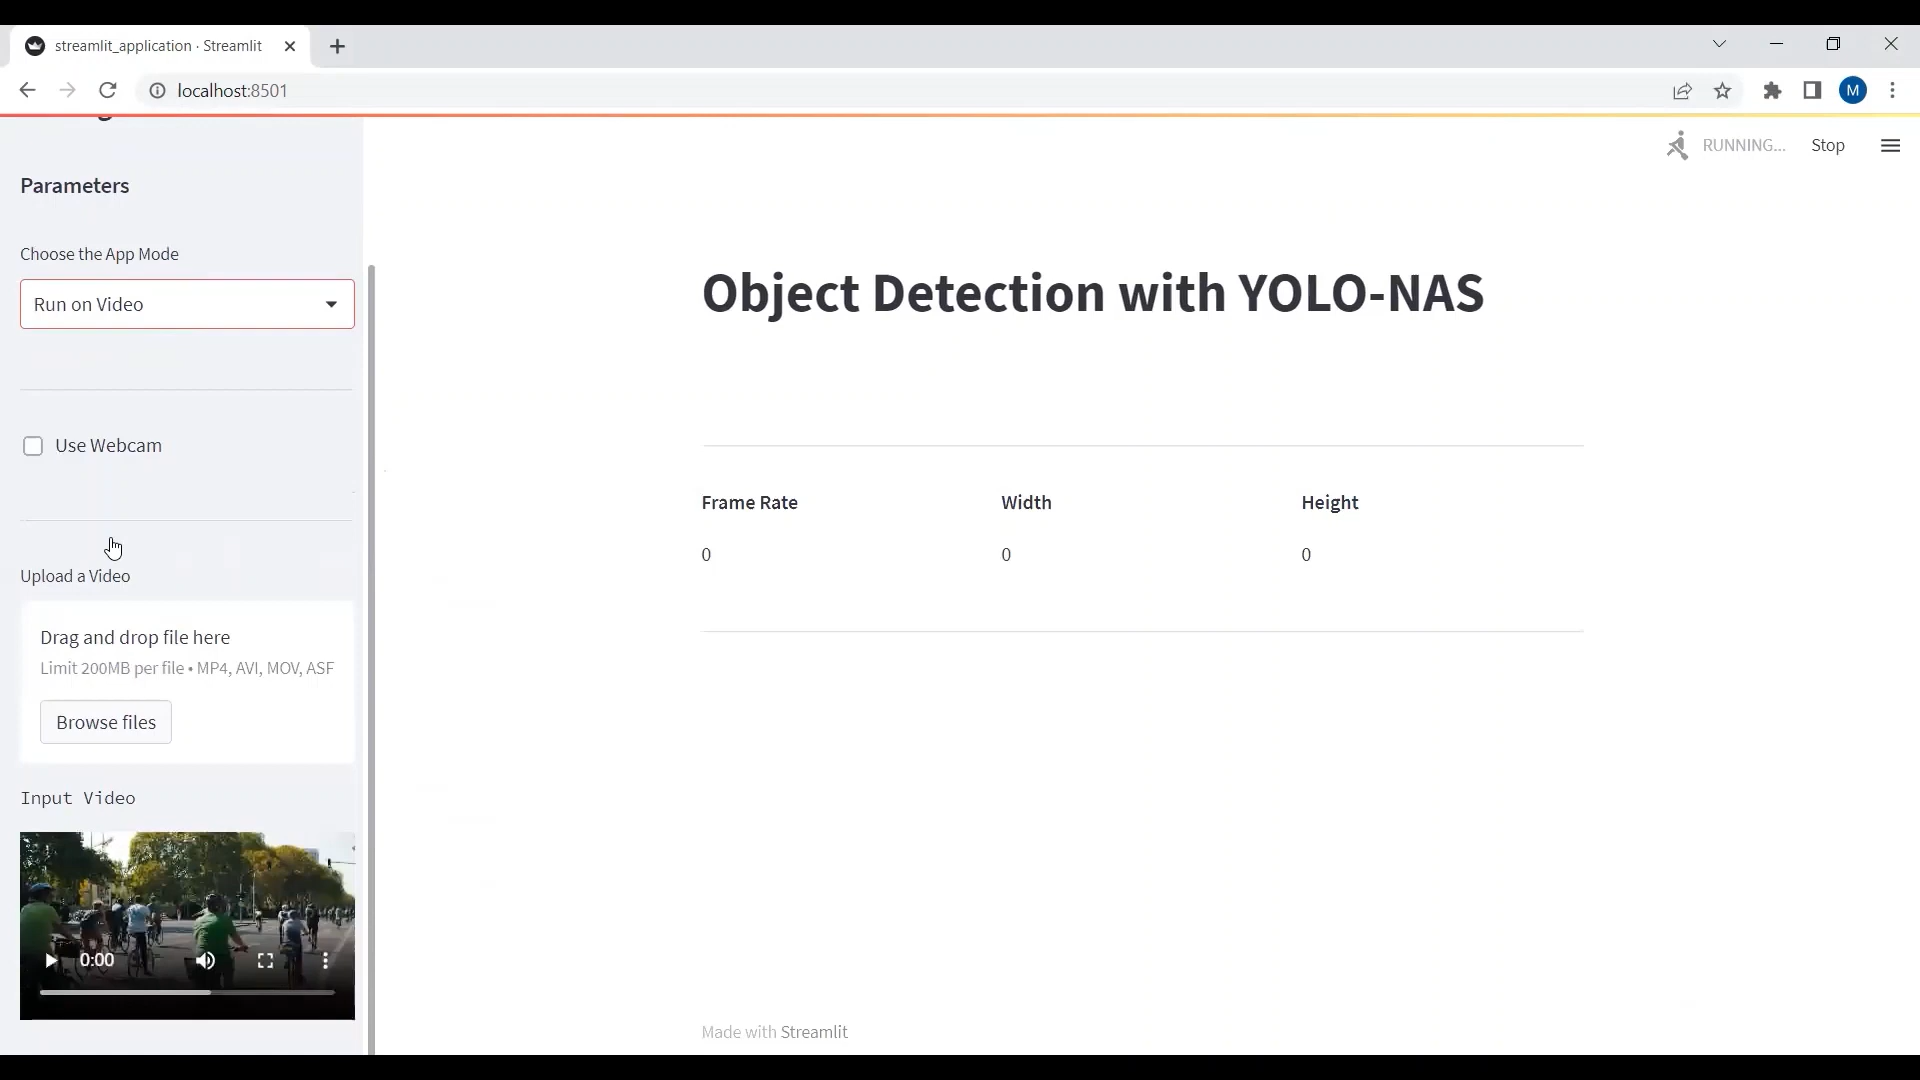 streamlit_application · Streamlit
localhost:8501
M
RUNNING...
Stop
Parameters
Choose the App Mode
Run on Video
Use Webcam
Upload a Video
Drag and drop file here
Limit 200MB per file • MP4, AVI, MOV, ASF
Browse files
Input Video
0:00
Object Detection with YOLO-NAS
Frame Rate
Width
Height
0
0
0
Made with Streamlit